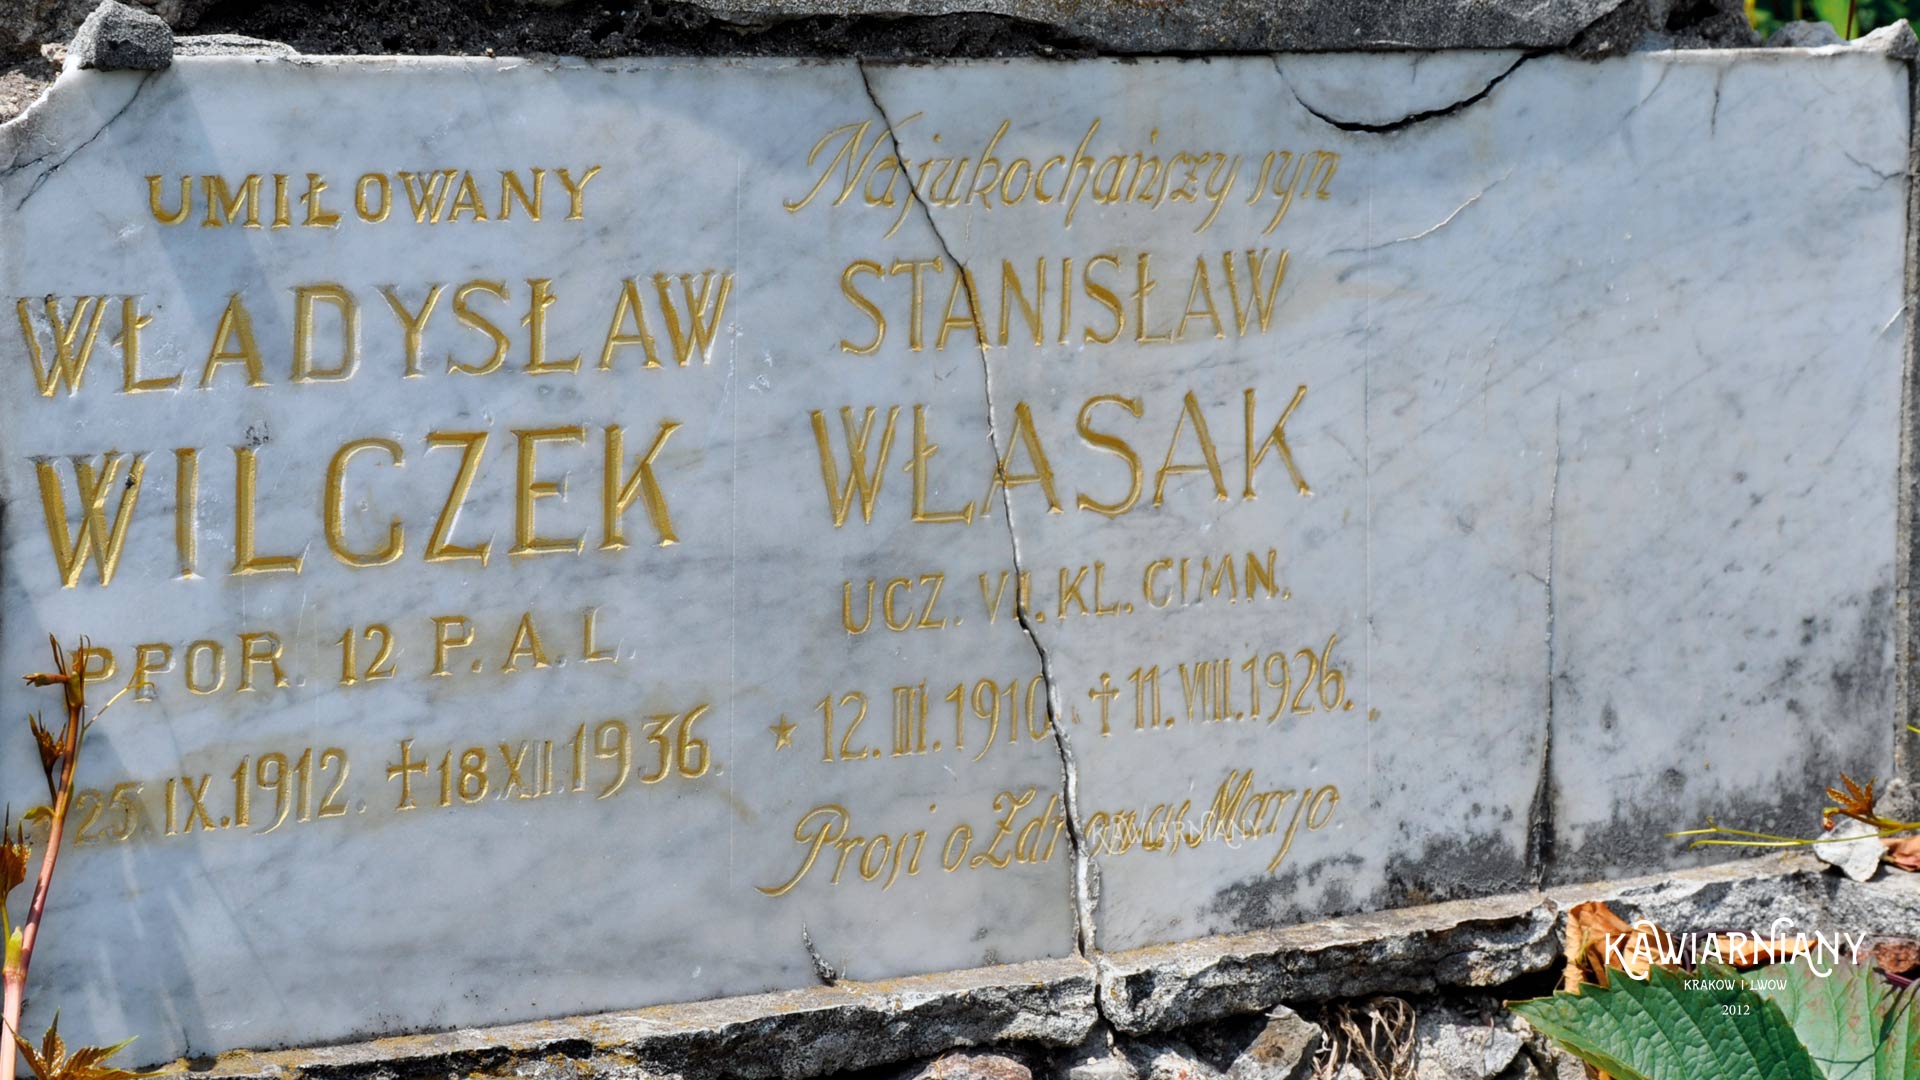 UMIŁOWANY
WŁADYSŁAW
WILCZEK
PPOR. 12 P.A.L.
25.IX.1912. ✝18.XII.1936.
Najukochańszy syn
STANISŁAW
WŁASAK
UCZ. VI. KL. GIMN.
★ 12.III.1910 ✝11.VIII.1926.
Prosi o Zdrowaś Marjo
KAWIARNIANY
KAWIARNIANY
KRAKOW I LWOW
2012